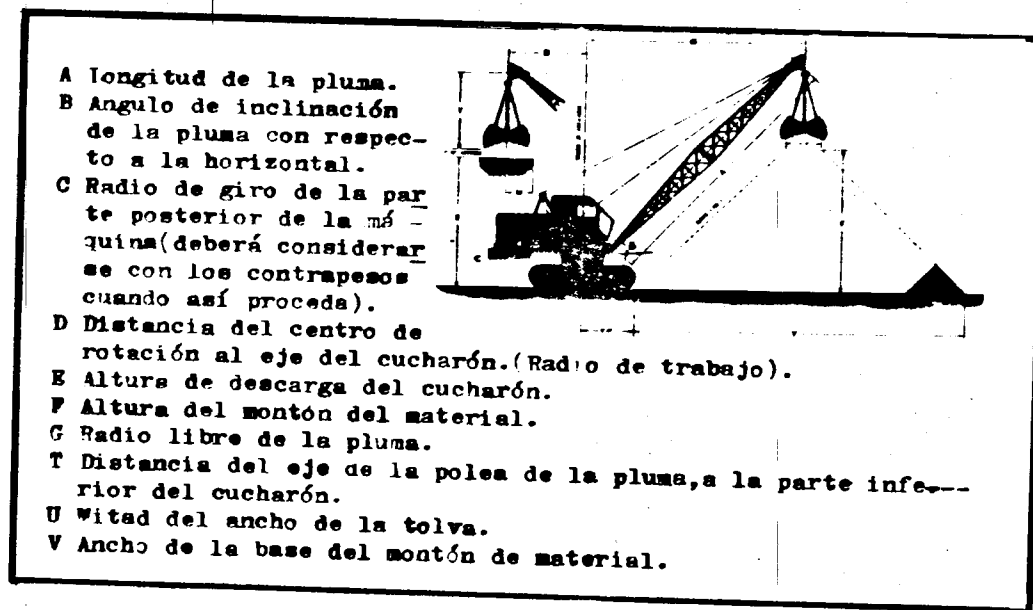 A Iongitud de la pluma.
B Angulo de inclinación
de la pluma con respec-
to a la horizontal.
C Radio de giro de la par
te posterior de la má-
quina(deberá considerar
se con los contrapesos
cuando así proceda).
D Distancia del centro de
rotación al eje del cucharón.(Radio de trabajo).
E Altura de descarga del cucharón.
F Altura del montón del material.
G Radio libre de la pluma.
T Distancia del eje de la polea de la pluma,a la parte infe---
rior del cucharón.
U Mitad del ancho de la tolva.
V Ancho de la base del montón de material.
C
B
A
V